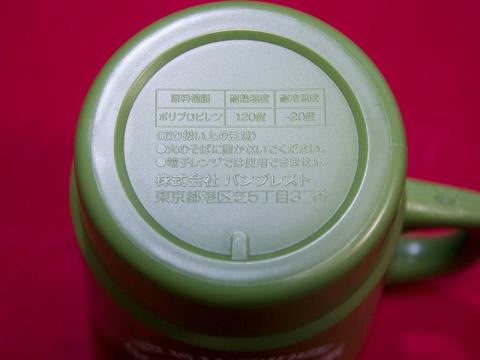 原料樹脂 耐熱温度 耐冷温度
ポリプロピレン 120度 -20度
《取り扱い上の注意》
●火のそばに置かないでください。
●電子レンジでは使用できません。
株式会社 バンプレスト
東京都港区芝5丁目3